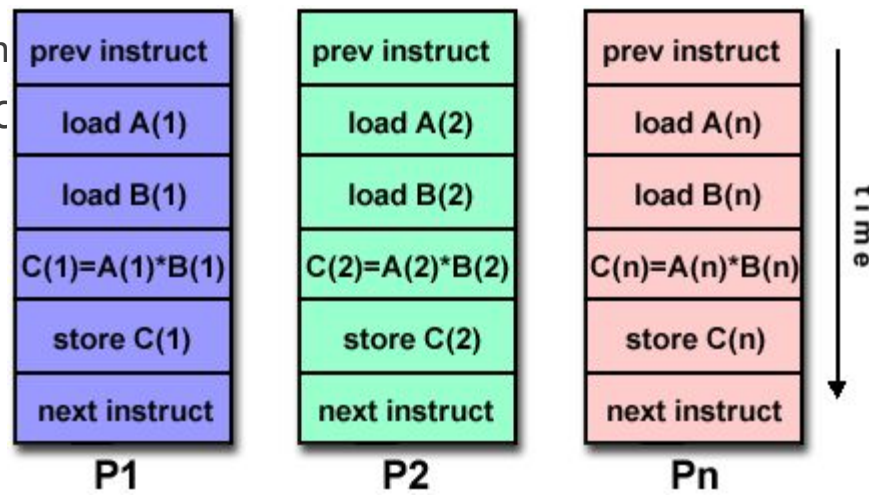 prev instruct
load A(1)
load B(1)
C(1)=A(1)*B(1)
store C(1)
next instruct
P1
prev instruct
load A(2)
load B(2)
C(2)=A(2)*B(2)
store C(2)
next instruct
P2
prev instruct
load A(n)
load B(n)
C(n)=A(n)*B(n)
store C(n)
next instruct
Pn
time